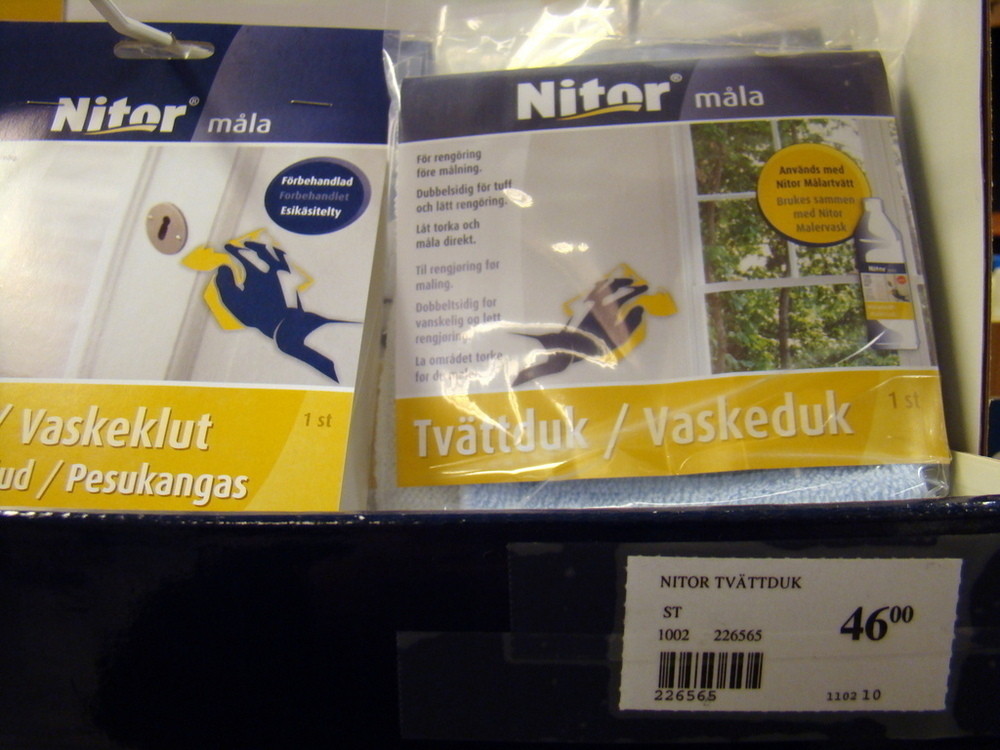 Nitor® måla
Förbehandlad
Forbehandlet
Esikäsitelty
/ Vaskeklut
1 st
ud / Pesukangas
Nitor® måla
För rengöring
före målning.
Dubbelsidig för tuff
och lätt rengöring.
Låt torka och
måla direkt.
Til rengjøring før
maling.
Dobbeltsidig for
vanskelig og lett
rengjøring
La området torke
før du
Används med
Nitor Målartvätt
Brukes sammen
med Nitor
Malervask
Nitor
Tvättduk / Vaskeduk
1 st
NITOR TVÄTTDUK
ST
46⁰⁰
1002 226565
226565
1102 10